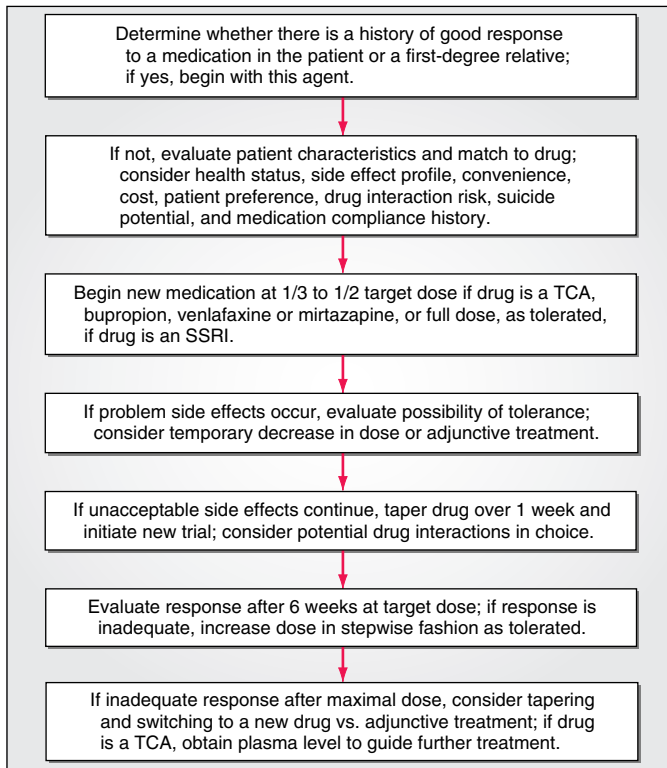 Determine whether there is a history of good response
to a medication in the patient or a first-degree relative;
if yes, begin with this agent.
If not, evaluate patient characteristics and match to drug;
consider health status, side effect profile, convenience,
cost, patient preference, drug interaction risk, suicide
potential, and medication compliance history.
Begin new medication at 1/3 to 1/2 target dose if drug is a TCA,
bupropion, venlafaxine or mirtazapine, or full dose, as tolerated,
if drug is an SSRI.
If problem side effects occur, evaluate possibility of tolerance;
consider temporary decrease in dose or adjunctive treatment.
If unacceptable side effects continue, taper drug over 1 week and
initiate new trial; consider potential drug interactions in choice.
Evaluate response after 6 weeks at target dose; if response is
inadequate, increase dose in stepwise fashion as tolerated.
If inadequate response after maximal dose, consider tapering
and switching to a new drug vs. adjunctive treatment; if drug
is a TCA, obtain plasma level to guide further treatment.